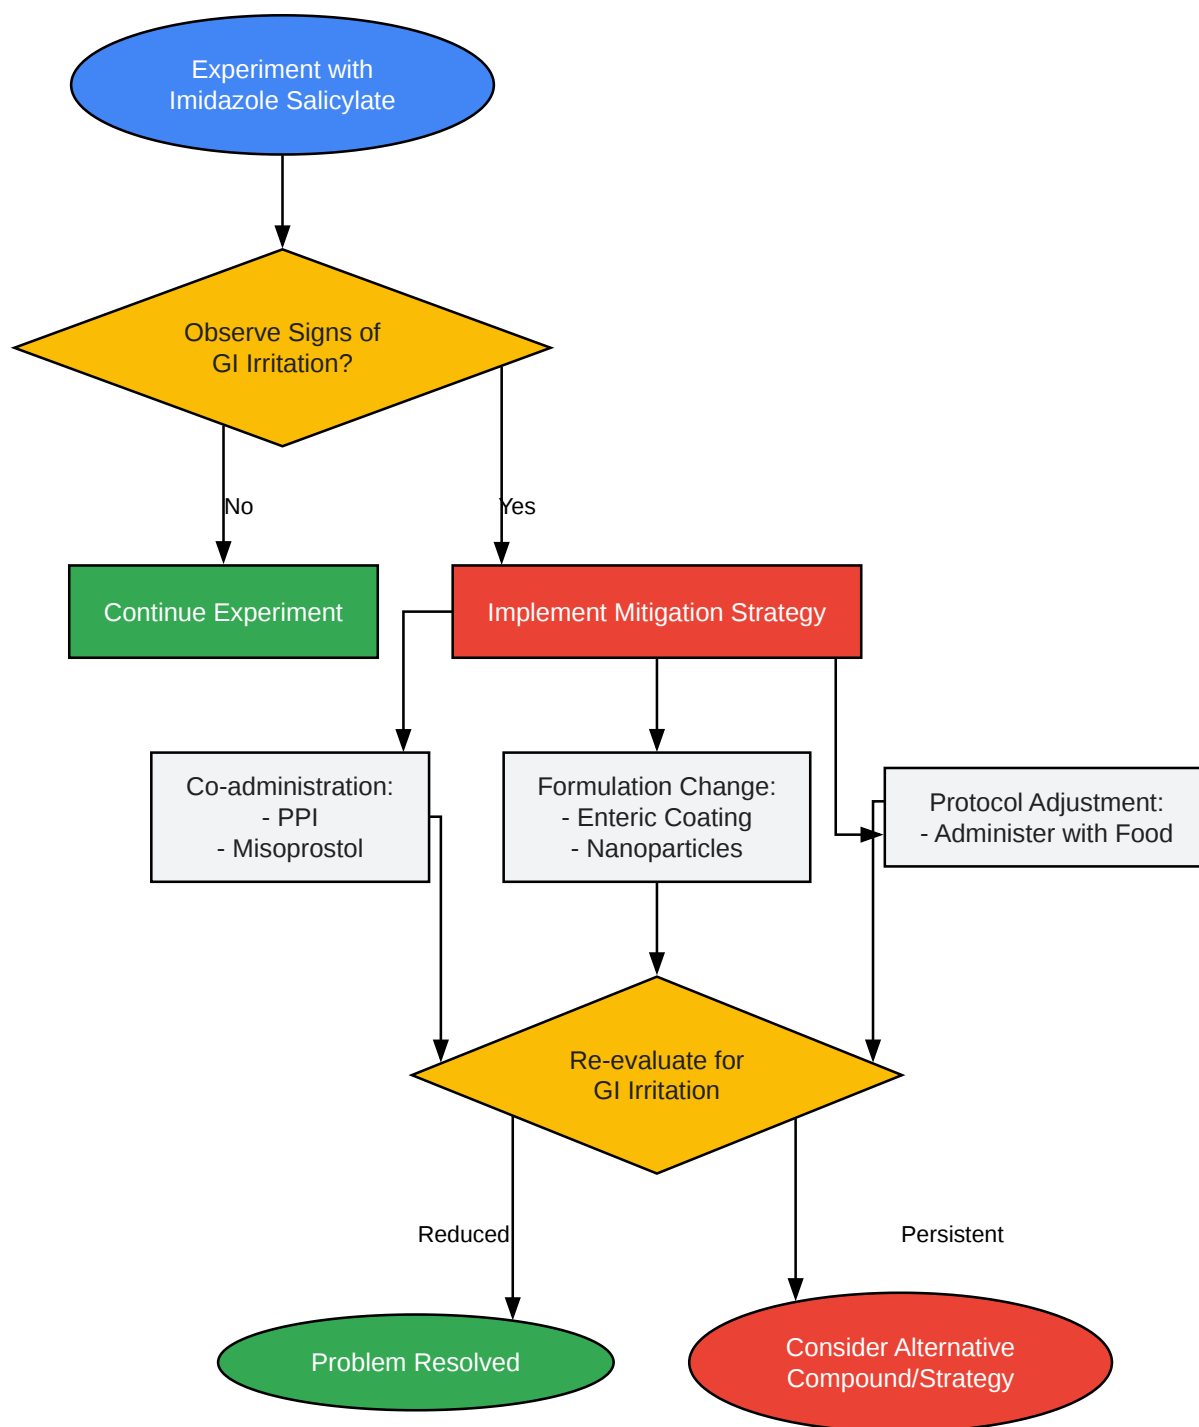 Experiment with
Imidazole Salicylate
Observe Signs of
GI Irritation?
No
Yes
Continue Experiment
Implement Mitigation Strategy
Co-administration:
- PPI
- Misoprostol
Formulation Change:
- Enteric Coating
- Nanoparticles
Protocol Adjustment:
- Administer with Food
Re-evaluate for
GI Irritation
Reduced
Persistent
Problem Resolved
Consider Alternative
Compound/Strategy